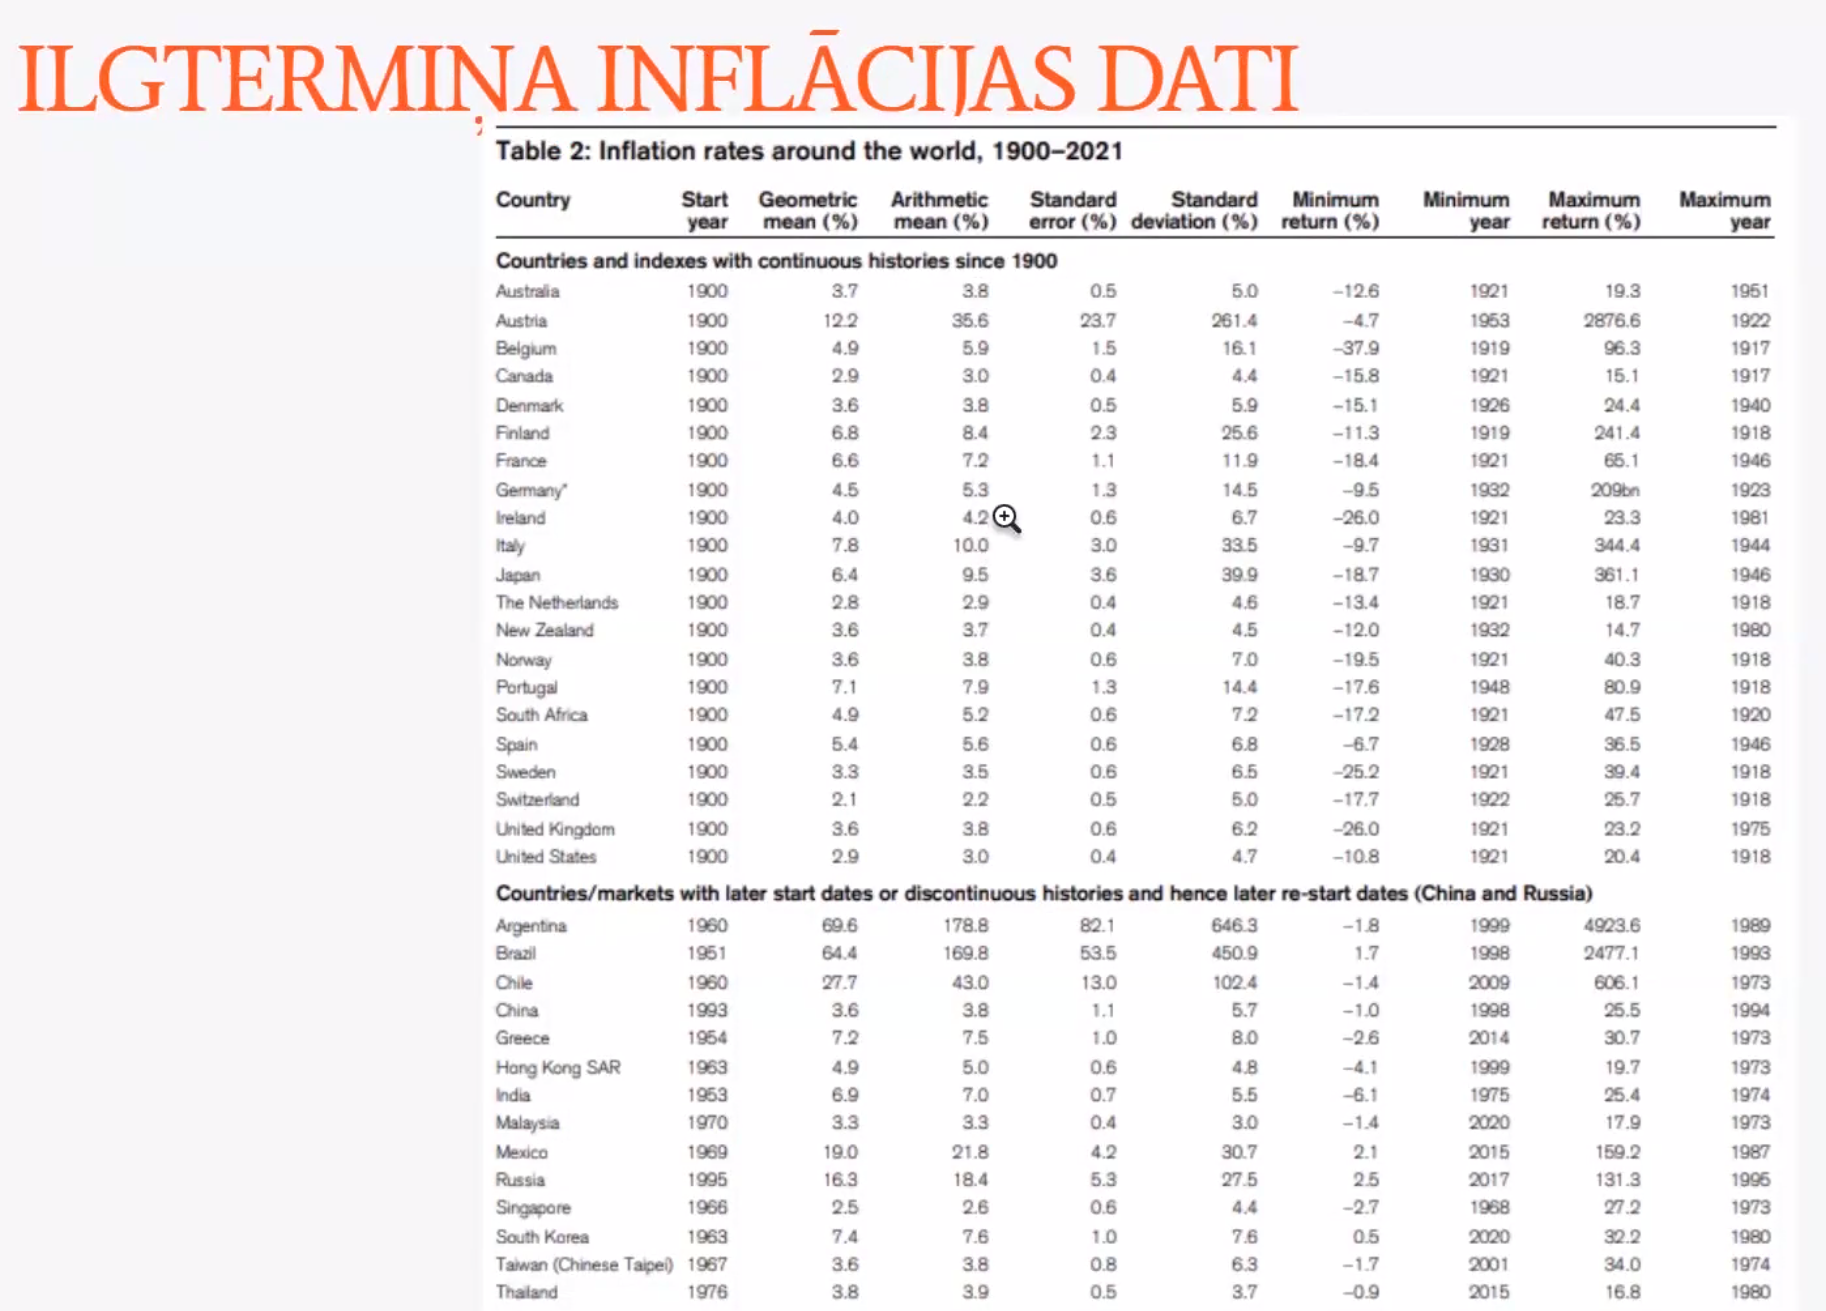 ILGTERMIŅA INFLĀCIJAS DATI
Table 2: Inflation rates around the world, 1900–2021
Country Start year Geometric mean (%) Arithmetic mean (%) Standard error (%) Standard deviation (%) Minimum return (%) Minimum year Maximum return (%) Maximum year
Countries and indexes with continuous histories since 1900
Australia 1900 3.7 3.8 0.5 5.0 –12.6 1921 19.3 1951
Austria 1900 12.2 35.6 23.7 261.4 –4.7 1953 2876.6 1922
Belgium 1900 4.9 5.9 1.5 16.1 –37.9 1919 96.3 1917
Canada 1900 2.9 3.0 0.4 4.4 –15.8 1921 15.1 1917
Denmark 1900 3.6 3.8 0.5 5.9 –15.1 1926 24.4 1940
Finland 1900 6.8 8.4 2.3 25.6 –11.3 1919 241.4 1918
France 1900 6.6 7.2 1.1 11.9 –18.4 1921 65.1 1946
Germany* 1900 4.5 5.3 1.3 14.5 –9.5 1932 209bn 1923
Ireland 1900 4.0 4.2 0.6 6.7 –26.0 1921 23.3 1981
Italy 1900 7.8 10.0 3.0 33.5 –9.7 1931 344.4 1944
Japan 1900 6.4 9.5 3.6 39.9 –18.7 1930 361.1 1946
The Netherlands 1900 2.8 2.9 0.4 4.6 –13.4 1921 18.7 1918
New Zealand 1900 3.6 3.7 0.4 4.5 –12.0 1932 14.7 1980
Norway 1900 3.6 3.8 0.6 7.0 –19.5 1921 40.3 1918
Portugal 1900 7.1 7.9 1.3 14.4 –17.6 1948 80.9 1918
South Africa 1900 4.9 5.2 0.6 7.2 –17.2 1921 47.5 1920
Spain 1900 5.4 5.6 0.6 6.8 –6.7 1928 36.5 1946
Sweden 1900 3.3 3.5 0.6 6.5 –25.2 1921 39.4 1918
Switzerland 1900 2.1 2.2 0.5 5.0 –17.7 1922 25.7 1918
United Kingdom 1900 3.6 3.8 0.6 6.2 –26.0 1921 23.2 1975
United States 1900 2.9 3.0 0.4 4.7 –10.8 1921 20.4 1918
Countries/markets with later start dates or discontinuous histories and hence later re-start dates (China and Russia)
Argentina 1960 69.6 178.8 82.1 646.3 –1.8 1999 4923.6 1989
Brazil 1951 64.4 169.8 53.5 450.9 1.7 1998 2477.1 1993
Chile 1960 27.7 43.0 13.0 102.4 –1.4 2009 606.1 1973
China 1993 3.6 3.8 1.1 5.7 –1.0 1998 25.5 1994
Greece 1954 7.2 7.5 1.0 8.0 –2.6 2014 30.7 1973
Hong Kong SAR 1963 4.9 5.0 0.6 4.8 –4.1 1999 19.7 1973
India 1953 6.9 7.0 0.7 5.5 –6.1 1975 25.4 1974
Malaysia 1970 3.3 3.3 0.4 3.0 –1.4 2020 17.9 1973
Mexico 1969 19.0 21.8 4.2 30.7 2.1 2015 159.2 1987
Russia 1995 16.3 18.4 5.3 27.5 2.5 2017 131.3 1995
Singapore 1966 2.5 2.6 0.6 4.4 –2.7 1968 27.2 1973
South Korea 1963 7.4 7.6 1.0 7.6 0.5 2020 32.2 1980
Taiwan (Chinese Taipei) 1967 3.6 3.8 0.8 6.3 –1.7 2001 34.0 1974
Thailand 1976 3.8 3.9 0.5 3.7 –0.9 2015 16.8 1980